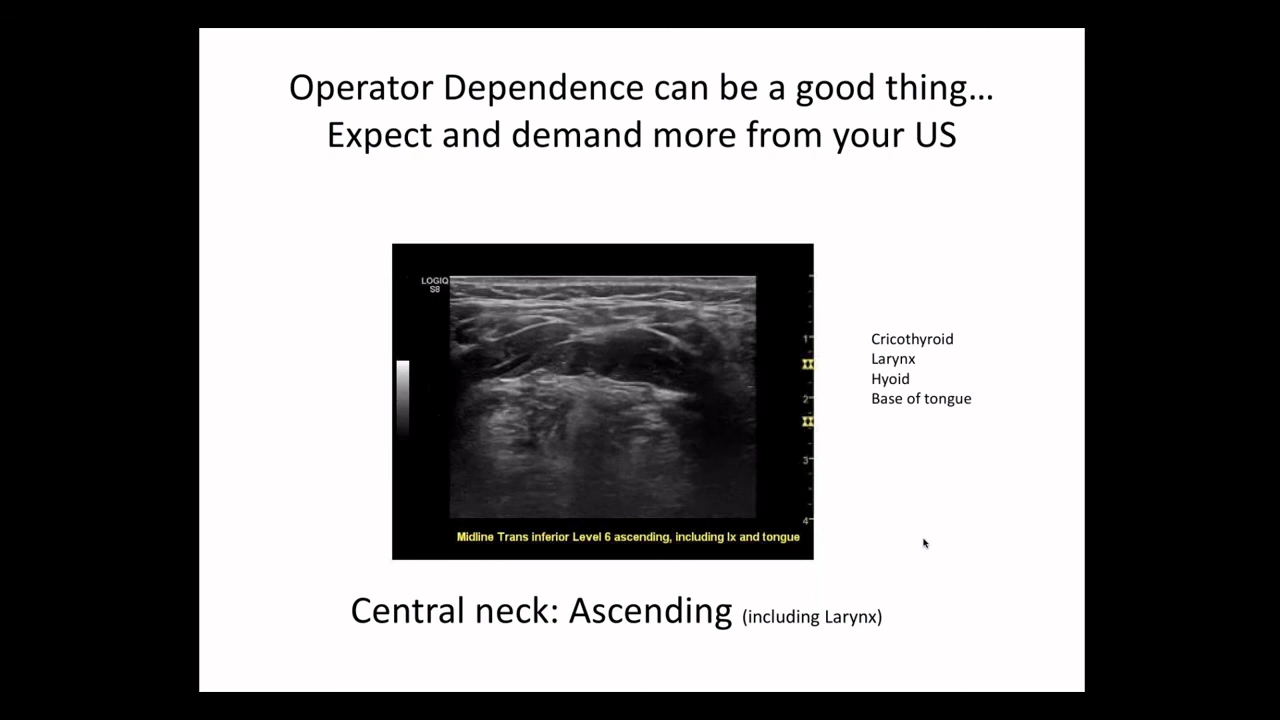 Operator Dependence can be a good thing…
Expect and demand more from your US
LOGIQ
S8
1
2
3
4
Cricothyroid
Larynx
Hyoid
Base of tongue
Midline Trans inferior Level 6 ascending, including lx and tongue
Central neck: Ascending (including Larynx)